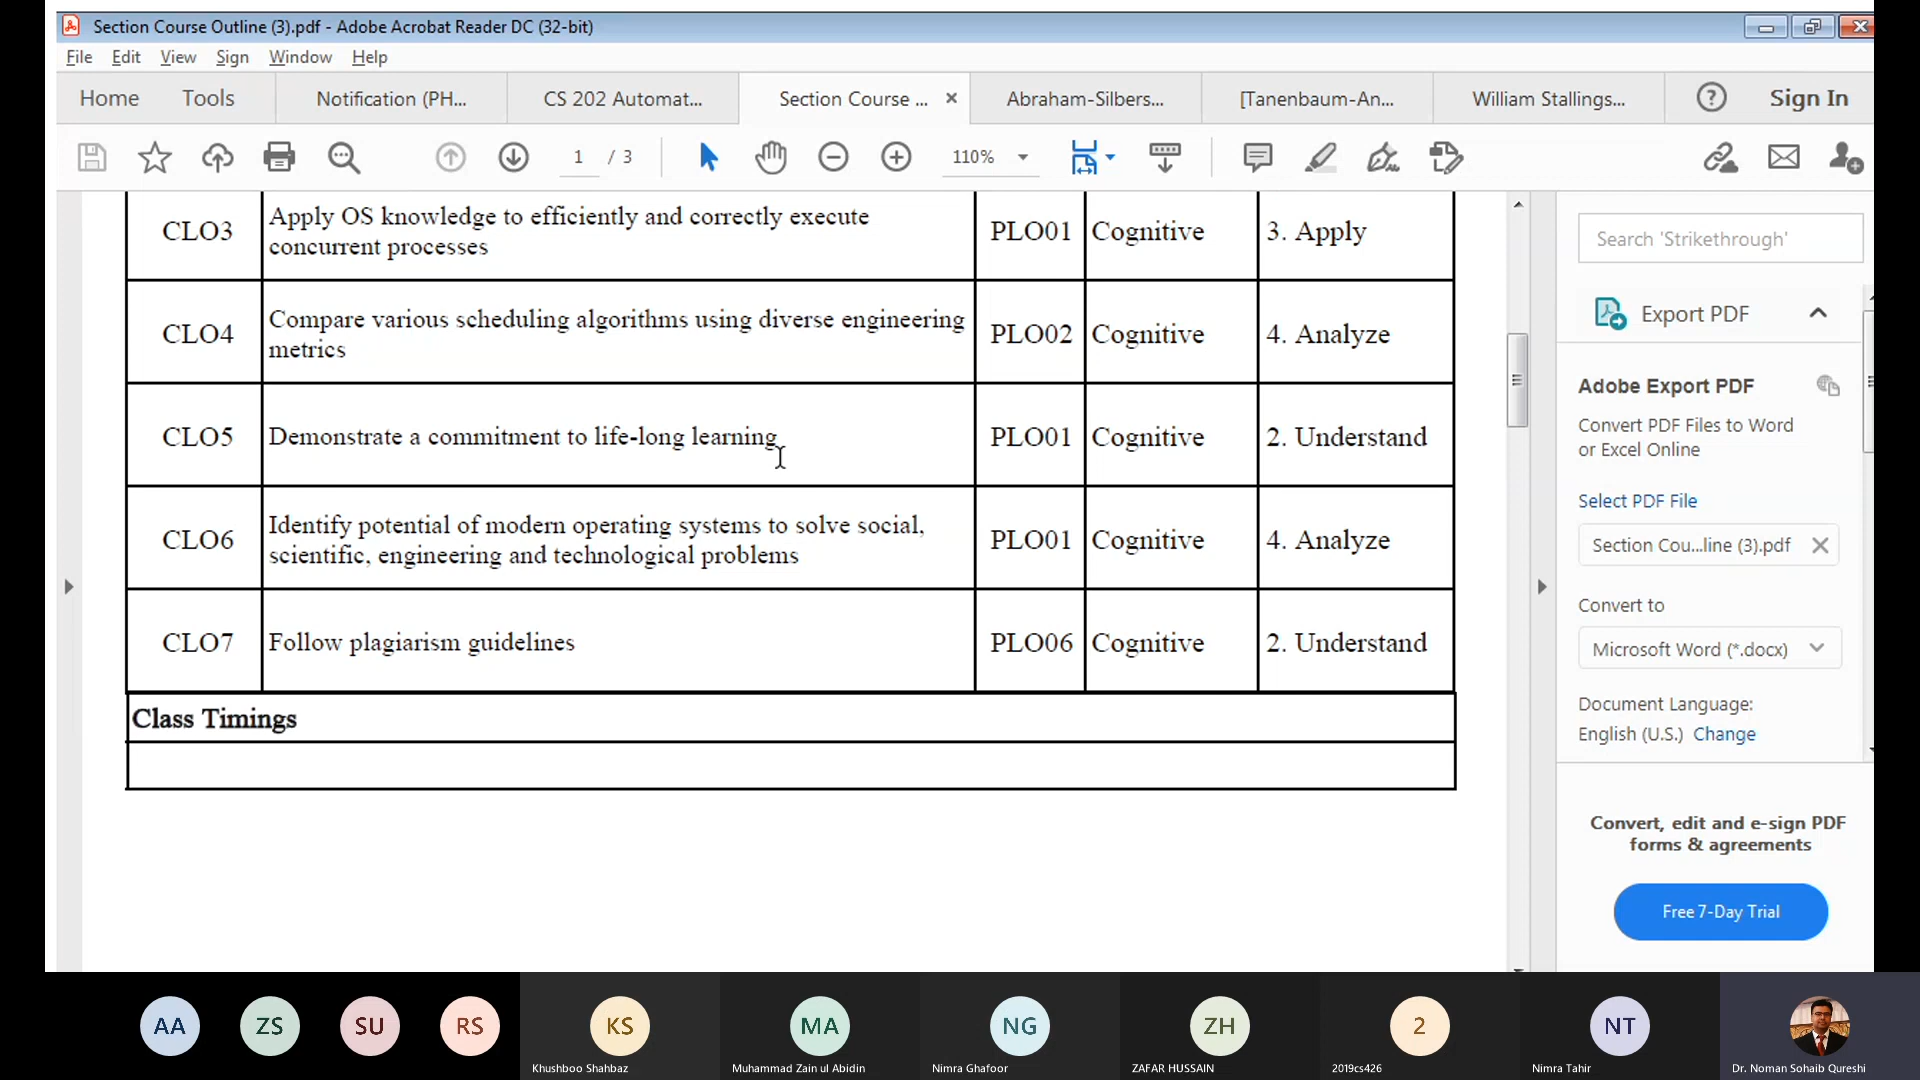 Section Course Outline (3).pdf - Adobe Acrobat Reader DC (32-bit)
File Edit View Sign Window Help
Home Tools Notification (PH... CS 202 Automat... Section Course ... Abraham-Silbers... [Tanenbaum-An... William Stallings... Sign In
1 / 3 110%
CLO3 Apply OS knowledge to efficiently and correctly execute PLO01 Cognitive 3. Apply
concurrent processes
CLO4 Compare various scheduling algorithms using diverse engineering PLO02 Cognitive 4. Analyze
metrics
CLO5 Demonstrate a commitment to life-long learning PLO01 Cognitive 2. Understand
CLO6 Identify potential of modern operating systems to solve social, PLO01 Cognitive 4. Analyze
scientific, engineering and technological problems
CLO7 Follow plagiarism guidelines PLO06 Cognitive 2. Understand
Class Timings
Search 'Strikethrough'
Export PDF
Adobe Export PDF
Convert PDF Files to Word
or Excel Online
Select PDF File
Section Cou...line (3).pdf
Convert to
Microsoft Word (*.docx)
Document Language:
English (U.S.) Change
Convert, edit and e-sign PDF
forms & agreements
Free 7-Day Trial
AA ZS SU RS KS MA NG ZH 2 NT
Khushboo Shahbaz Muhammad Zain ul Abidin Nimra Ghafoor ZAFAR HUSSAIN 2019cs426 Nimra Tahir Dr. Noman Sohaib Qureshi